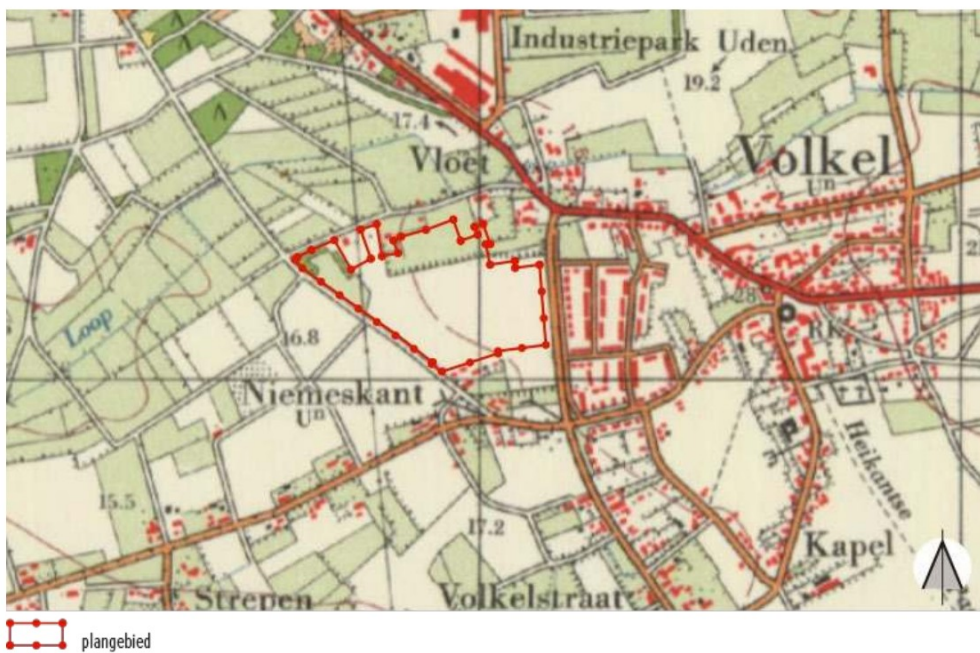 Industriepark Uden
19.2
17.4
Vloet
Volkel
Un
Loop
16.8
28
RK
Niemeskant
Un
Heikantse
15.5
17.2
Kapel
Strepen
Volkelstraat
plangebied